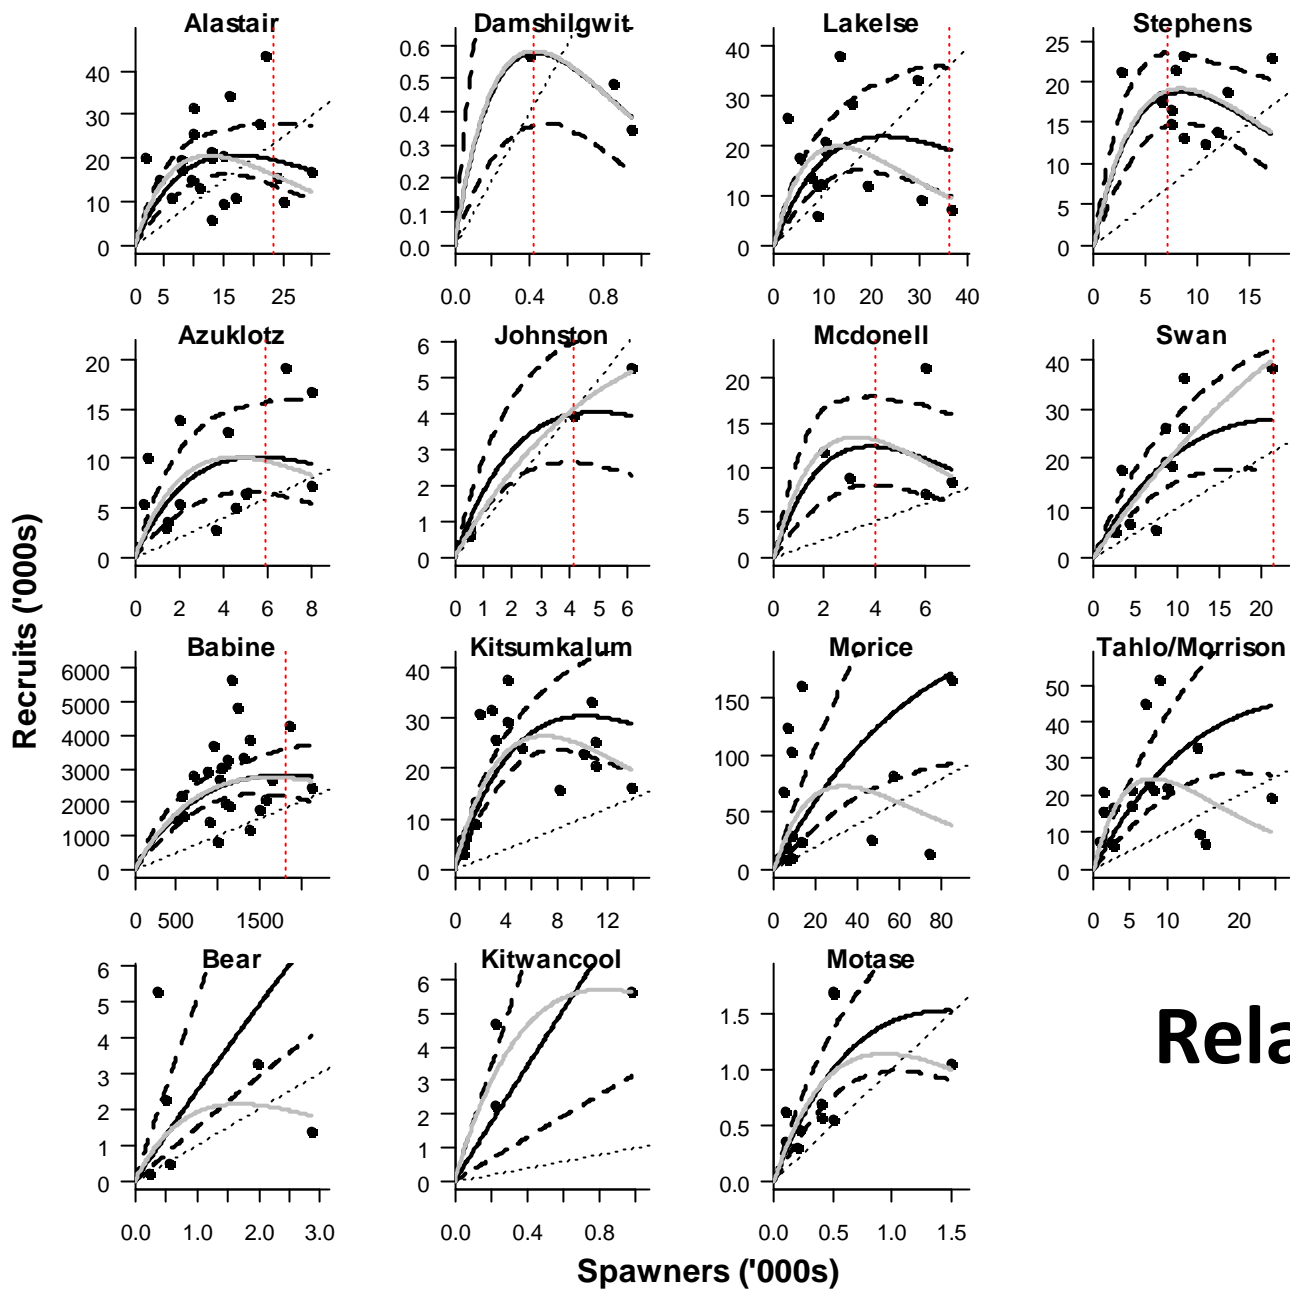 Alastair Damshilgwit Lakelse Stephens
40 30 20 10 0
0.6 0.5 0.4 0.3 0.2 0.1 0.0
40 30 20 10 0
25 20 15 10 5 0
0 5 15 25
0.0 0.4 0.8
0 10 20 30 40
0 5 10 15
Azuklotz Johnston Mcdonell Swan
20 15 10 5 0
6 5 4 3 2 1 0
20 15 10 5 0
40 30 20 10 0
0 2 4 6 8
0 1 2 3 4 5 6
0 2 4 6
0 5 10 15 20
Recruits ('000s)
Babine Kitsumkalum Morice Tahlo/Morrison
6000 5000 4000 3000 2000 1000 0
40 30 20 10 0
150 100 50 0
50 40 30 20 10 0
0 500 1500
0 4 8 12
0 20 40 60 80
0 5 10 20
Bear Kitwancool Motase
6 5 4 3 2 1 0
6 5 4 3 2 1 0
1.5 1.0 0.5 0.0
Rela
0.0 1.0 2.0 3.0
0.0 0.4 0.8
0.0 0.5 1.0 1.5
Spawners ('000s)